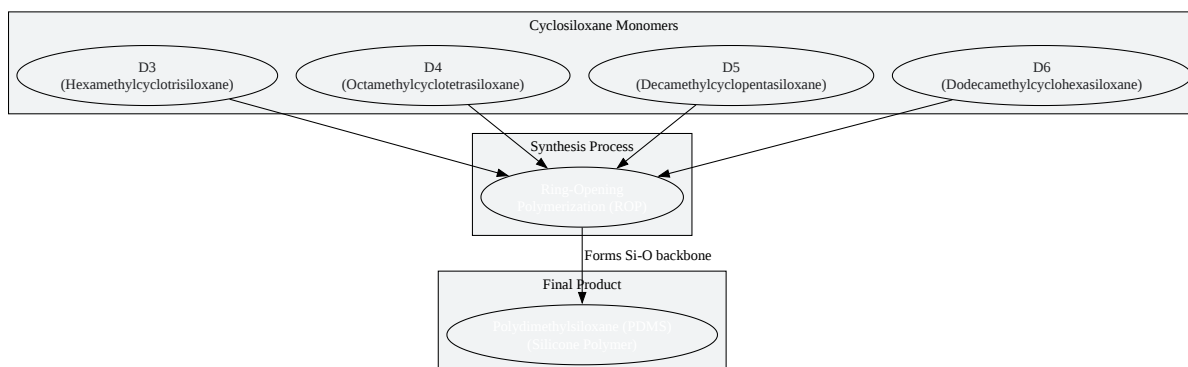 Cyclosiloxane Monomers
D3
(Hexamethylcyclotrisiloxane)
D4
(Octamethylcyclotetrasiloxane)
D5
(Decamethylcyclopentasiloxane)
D6
(Dodecamethylcyclohexasiloxane)
Synthesis Process
Ring-Opening
Polymerization (ROP)
Forms Si-O backbone
Final Product
Polydimethylsiloxane (PDMS)
(Silicone Polymer)